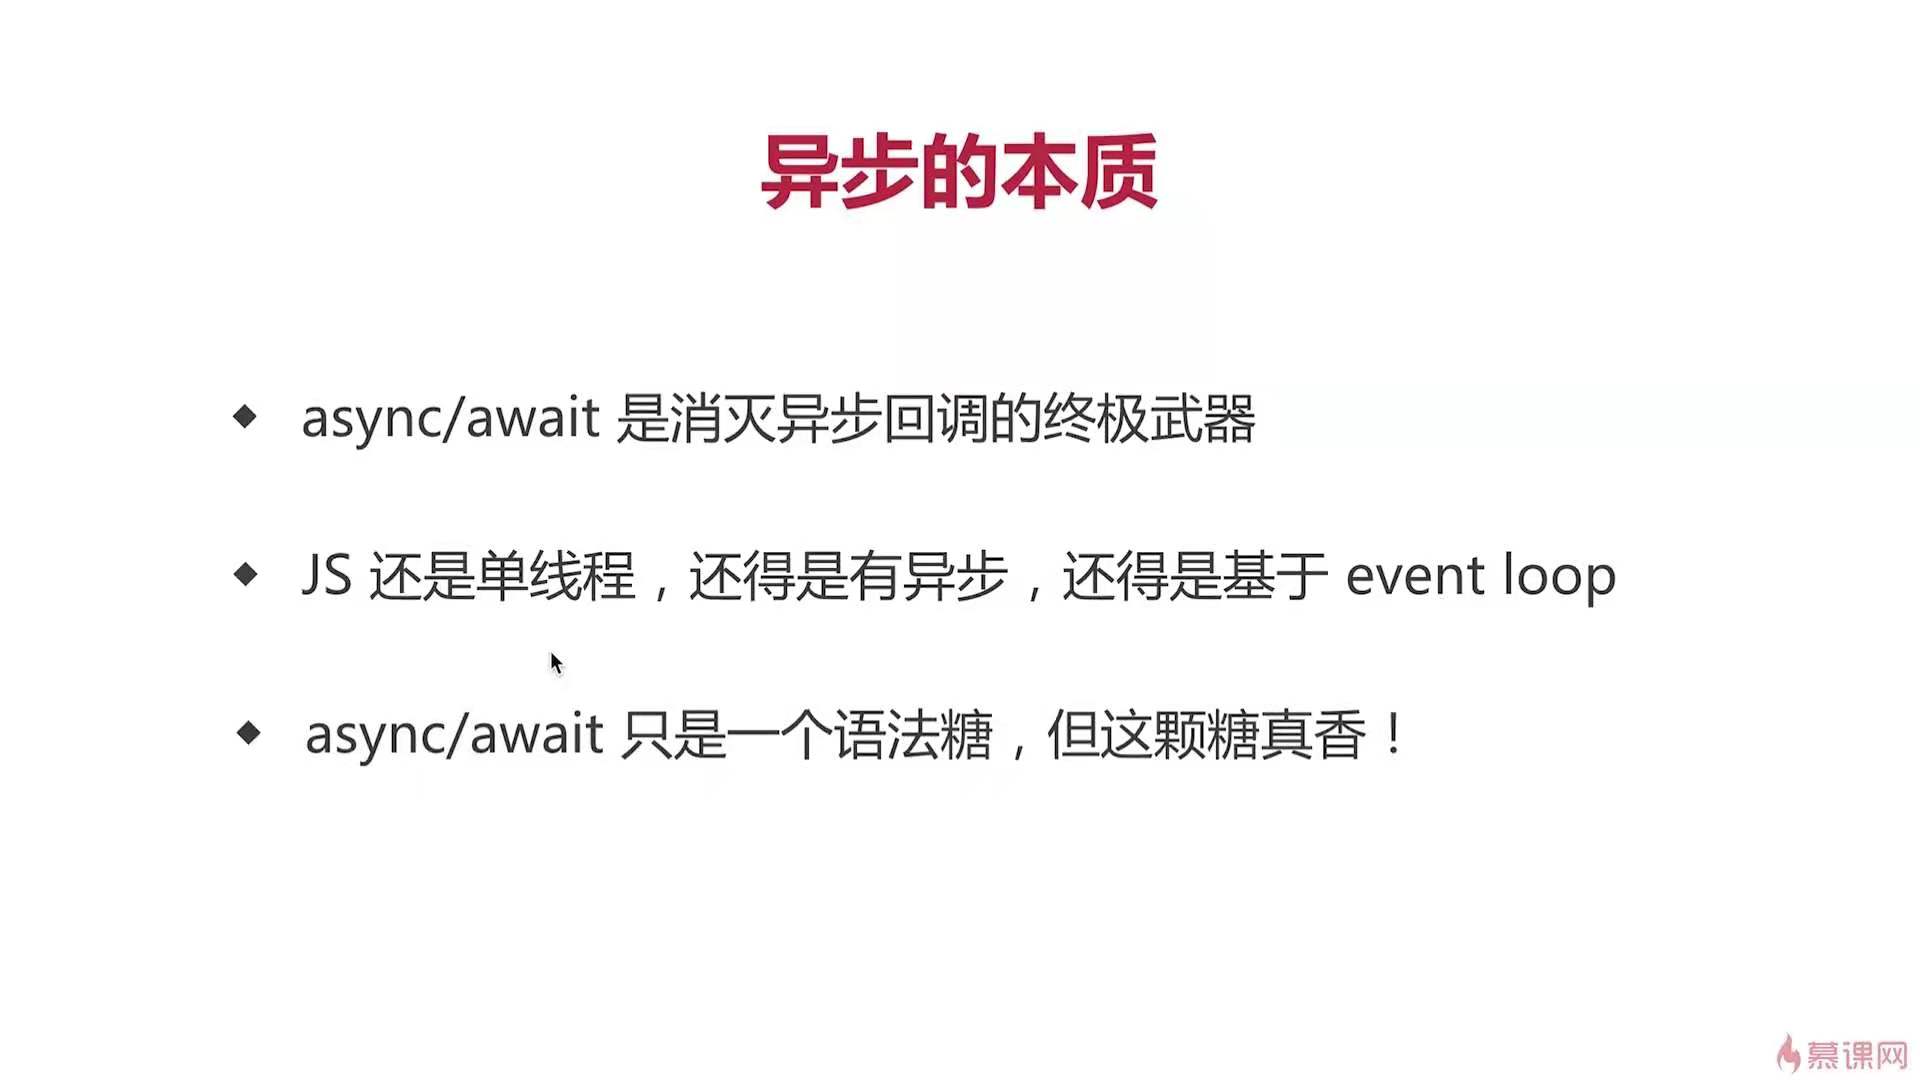 异步的本质
async/await 是消灭异步回调的终极武器
JS 还是单线程，还得是有异步，还得是基于 event loop
async/await 只是一个语法糖，但这颗糖真香！
慕课网